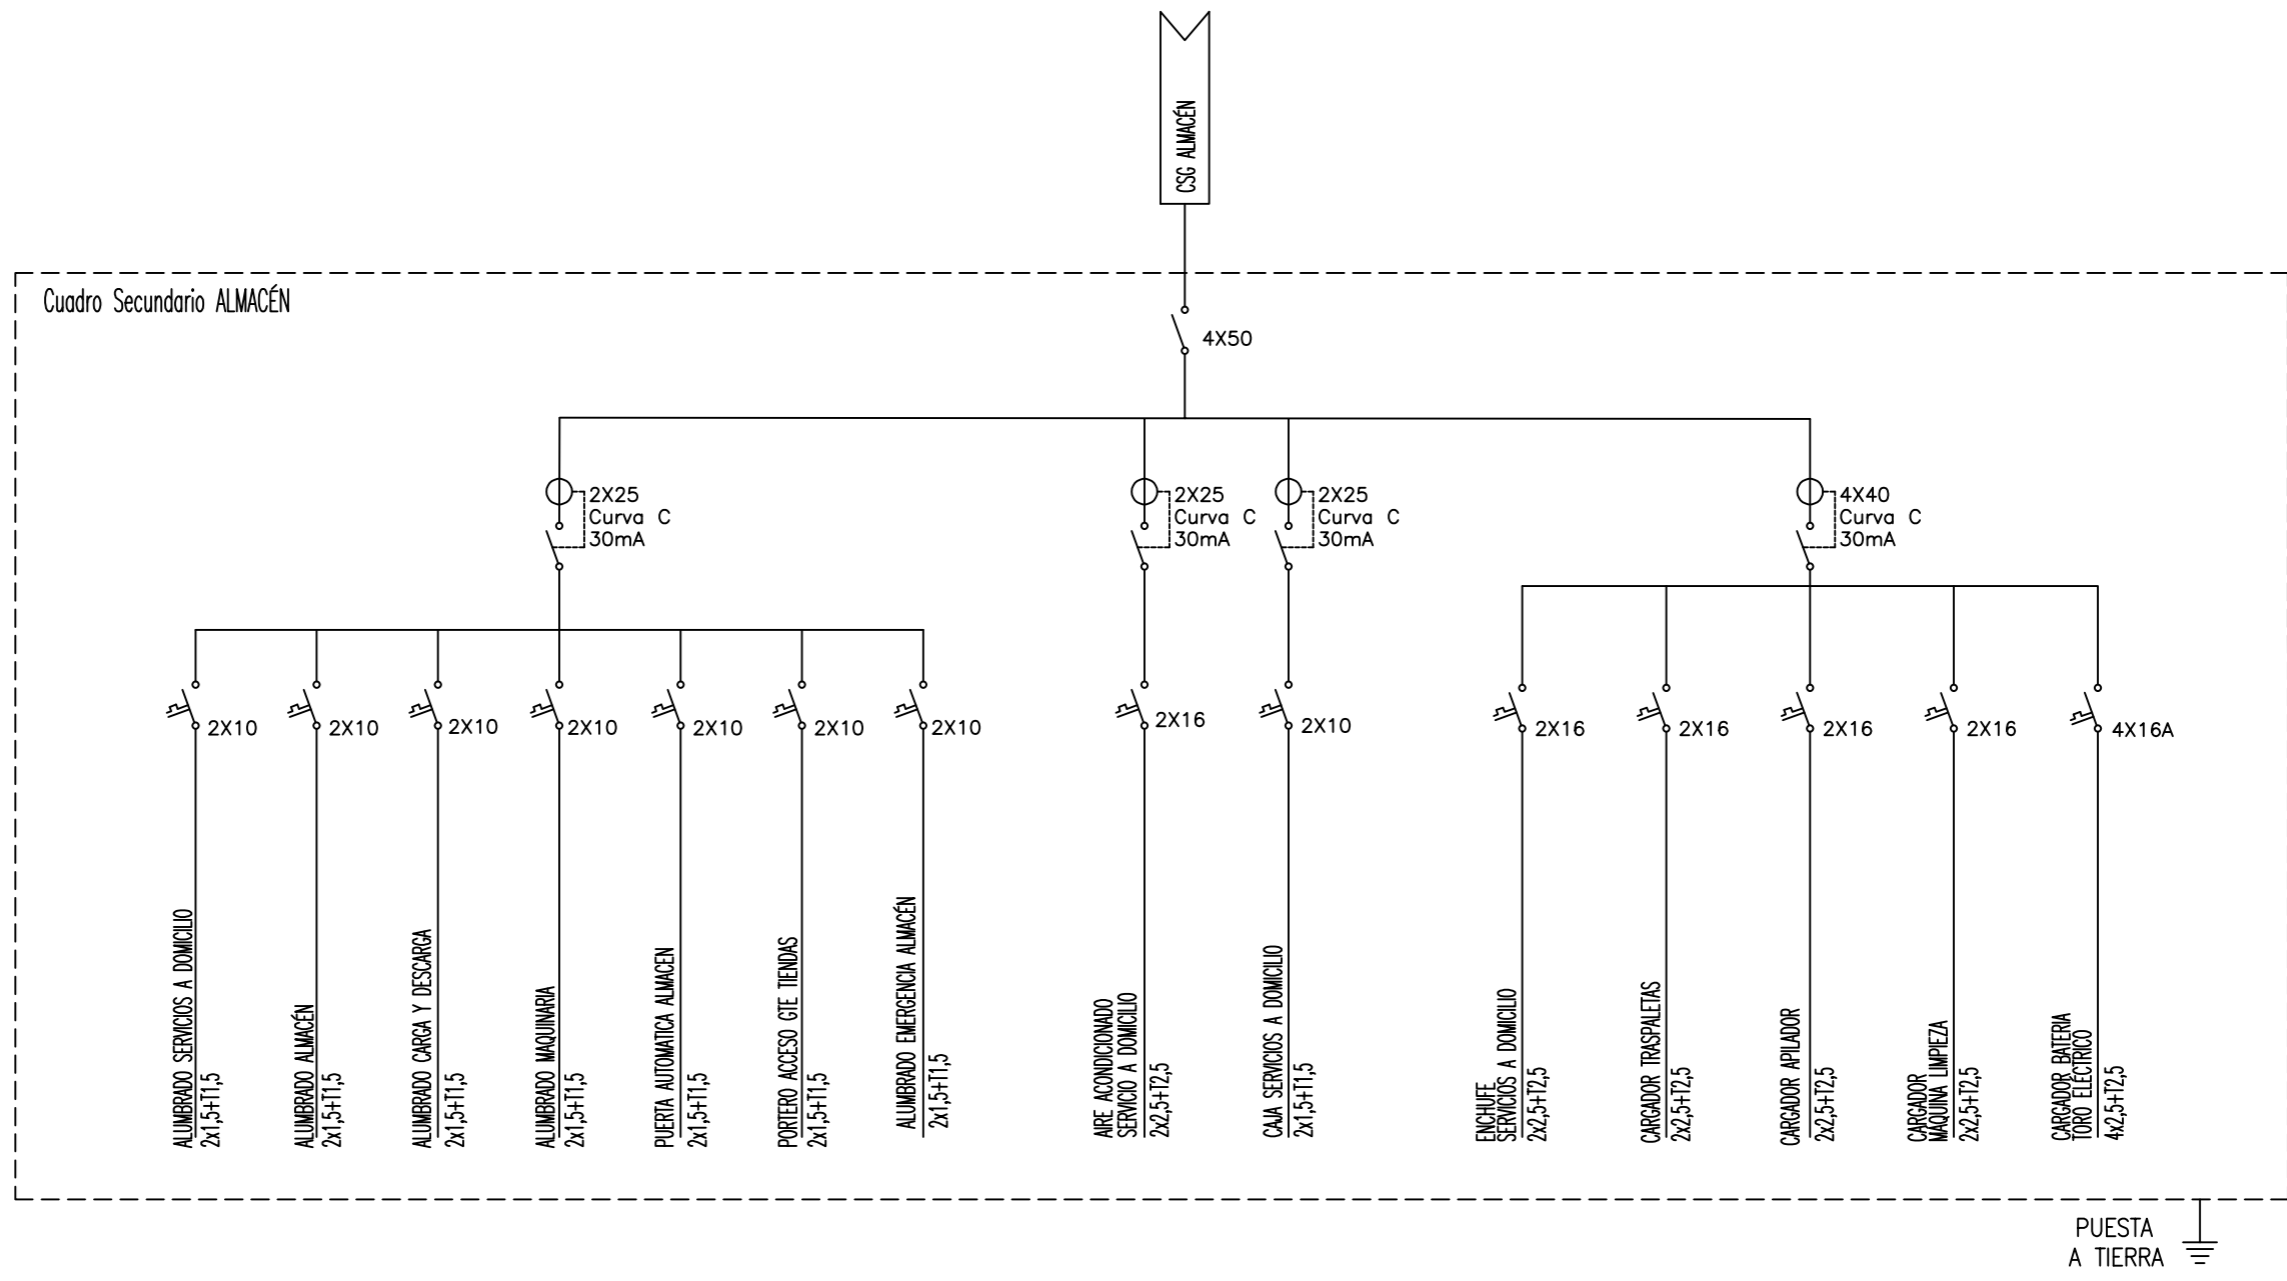 CSG ALMACÉN
Cuadro Secundario ALMACÉN
4X50
2X25
Curva C
30mA
2X25
Curva C
30mA
2X25
Curva C
30mA
4X40
Curva C
30mA
2X10
2X10
2X10
2X10
2X10
2X10
2X10
2X16
2X10
2X16
2X16
2X16
2X16
4X16A
ALUMBRADO SERVICIOS A DOMICILIO
2x1,5+T1,5
ALUMBRADO ALMACÉN
2x1,5+T1,5
ALUMBRADO CARGA Y DESCARGA
2x1,5+T1,5
ALUMBRADO MAQUINARIA
2x1,5+T1,5
PUERTA AUTOMATICA ALMACEN
2x1,5+T1,5
PORTERO ACCESO GTE TIENDAS
2x1,5+T1,5
ALUMBRADO EMERGENCIA ALMACÉN
2x1,5+T1,5
AIRE ACONDICIONADO
SERVICIO A DOMICILIO
2x2,5+T2,5
CAJA SERVICIOS A DOMICILIO
2x1,5+T1,5
ENCHUFE
SERVICIOS A DOMICILIO
2x2,5+T2,5
CARGADOR TRASPALETAS
2x2,5+T2,5
CARGADOR APILADOR
2x2,5+T2,5
CARGADOR
MAQUINA LIMPIEZA
2x2,5+T2,5
CARGADOR BATERIA
TORO ELÉCTRICO
4x2,5+T2,5
PUESTA
A TIERRA